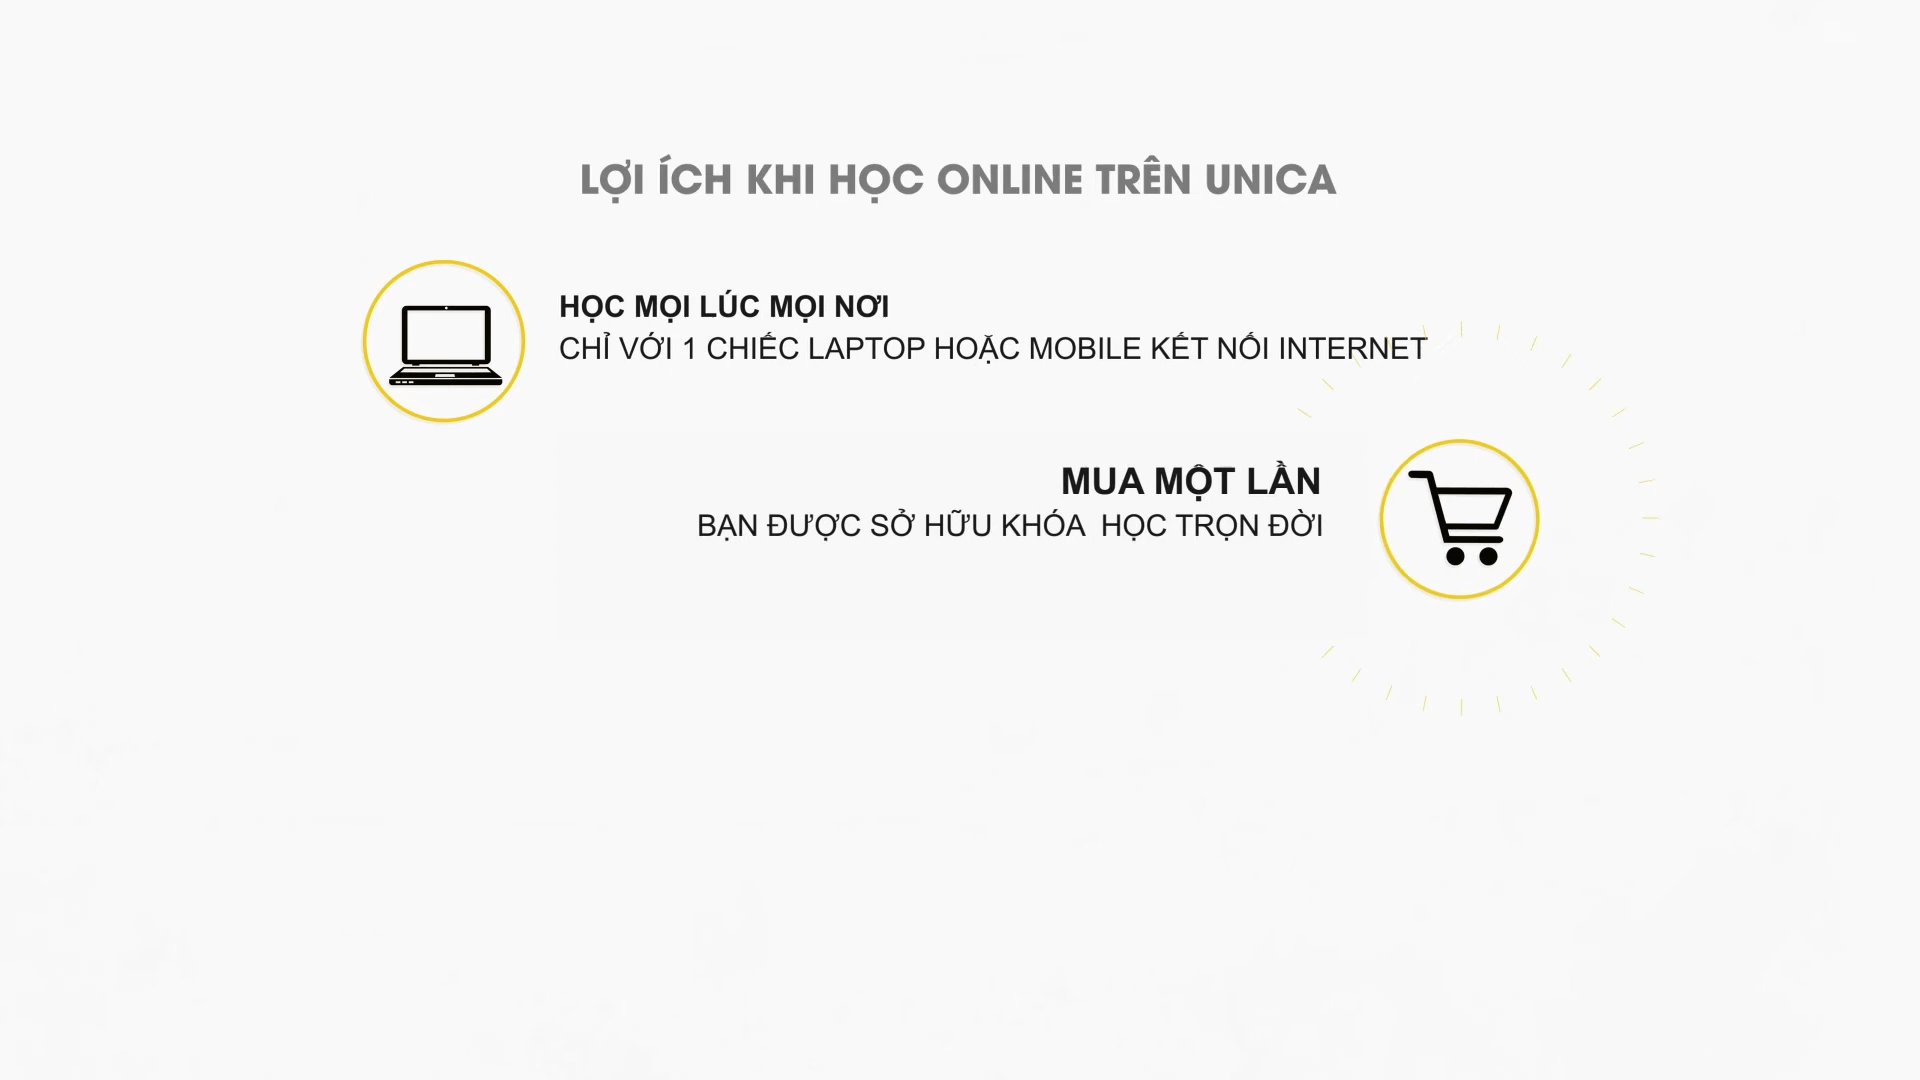 LỢI ÍCH KHI HỌC ONLINE TRÊN UNICA
HỌC MỌI LÚC MỌI NƠI
CHỈ VỚI 1 CHIẾC LAPTOP HOẶC MOBILE KẾT NỐI INTERNET
MUA MỘT LẦN
BẠN ĐƯỢC SỞ HỮU KHÓA  HỌC TRỌN ĐỜI